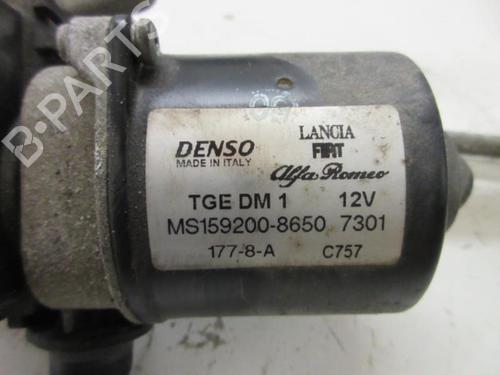 B-PARTS
DENSO
MADE IN ITALY
LANCIA
FIAT
Alfa Romeo
TGE DM 1 12V
MS159200-8650 7301
177-8-A C757